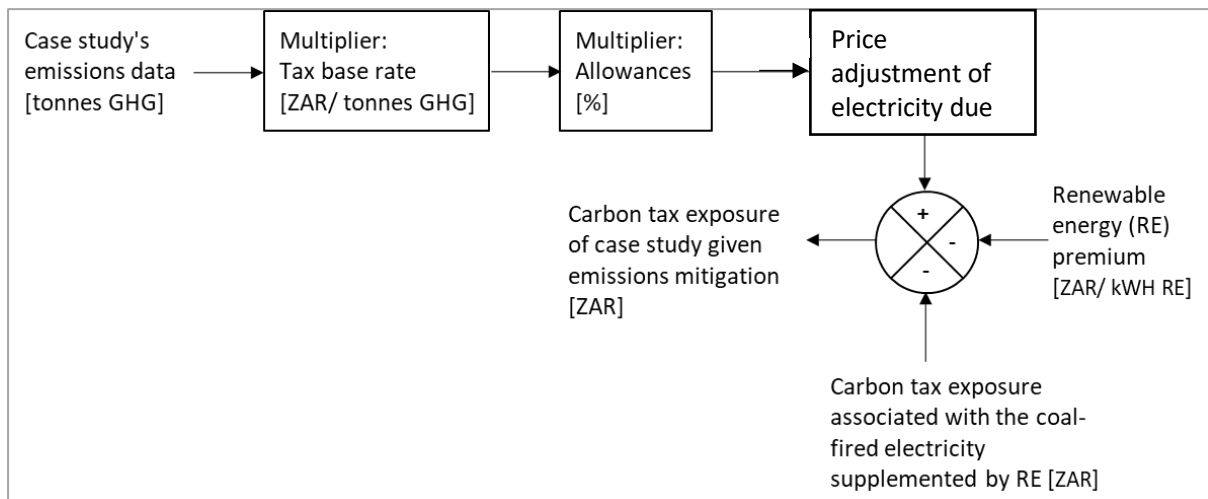 Case study's
emissions data
[tonnes GHG]
Multiplier:
Tax base rate
[ZAR/ tonnes GHG]
Multiplier:
Allowances
[%]
Price
adjustment of
electricity due
+
-
-
Renewable
energy (RE)
premium
[ZAR/ kWH RE]
Carbon tax exposure
of case study given
emissions mitigation
[ZAR]
Carbon tax exposure
associated with the coal-
fired electricity
supplemented by RE [ZAR]